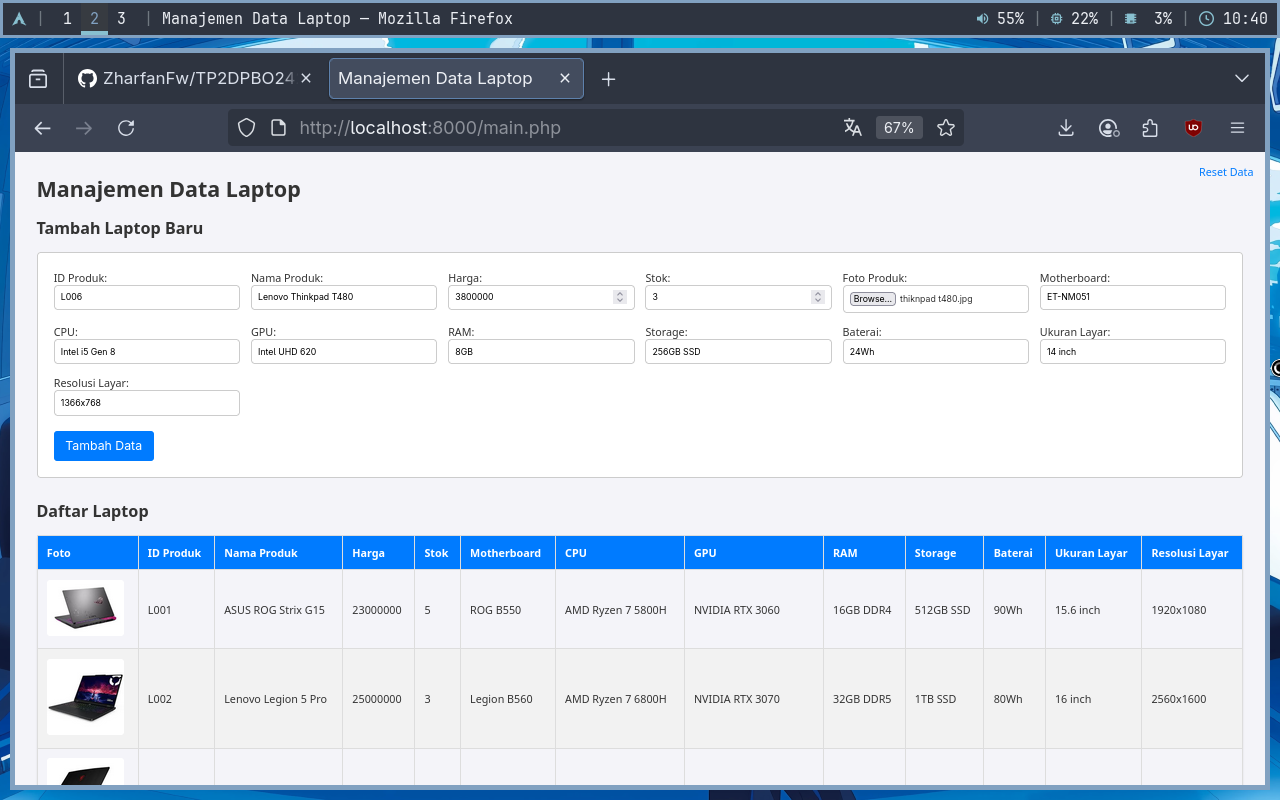 1 2 3 Manajemen Data Laptop — Mozilla Firefox 55% 22% 3% 10:40
ZharfanFw/TP2DPBO24 Manajemen Data Laptop
http://localhost:8000/main.php 67%
Reset Data
Manajemen Data Laptop
Tambah Laptop Baru
ID Produk: Nama Produk: Harga: Stok: Foto Produk: Motherboard:
L006 Lenovo Thinkpad T480 3800000 3 Browse... thiknpad t480.jpg ET-NM051
CPU: GPU: RAM: Storage: Baterai: Ukuran Layar:
Intel i5 Gen 8 Intel UHD 620 8GB 256GB SSD 24Wh 14 inch
Resolusi Layar:
1366x768
Tambah Data
Daftar Laptop
Foto ID Produk Nama Produk Harga Stok Motherboard CPU GPU RAM Storage Baterai Ukuran Layar Resolusi Layar
L001 ASUS ROG Strix G15 23000000 5 ROG B550 AMD Ryzen 7 5800H NVIDIA RTX 3060 16GB DDR4 512GB SSD 90Wh 15.6 inch 1920x1080
L002 Lenovo Legion 5 Pro 25000000 3 Legion B560 AMD Ryzen 7 6800H NVIDIA RTX 3070 32GB DDR5 1TB SSD 80Wh 16 inch 2560x1600